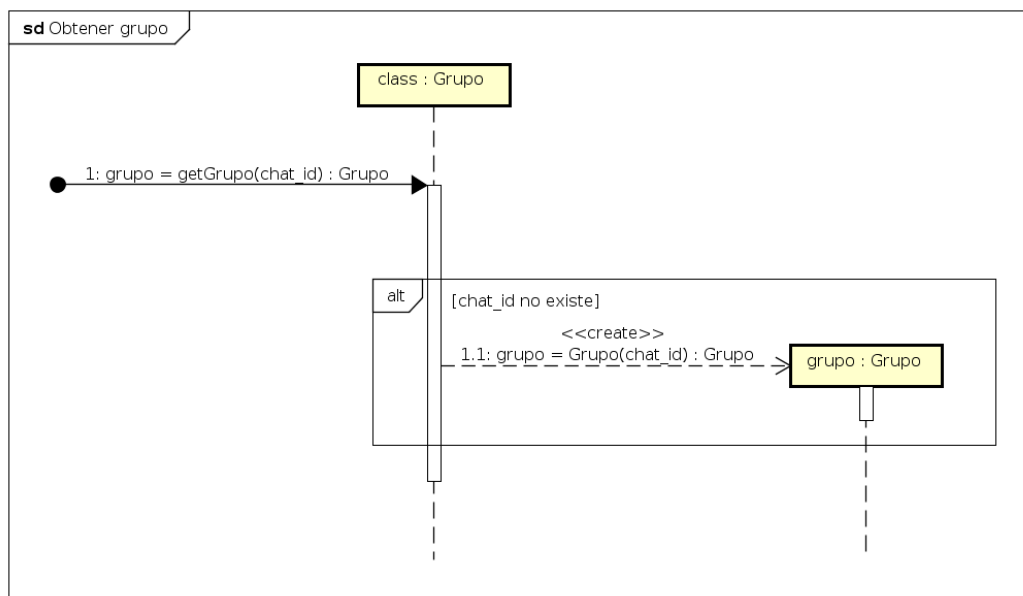 sd Obtener grupo
class : Grupo
1: grupo = getGrupo(chat_id) : Grupo
alt
[chat_id no existe]
<<create>>
1.1: grupo = Grupo(chat_id) : Grupo
grupo : Grupo